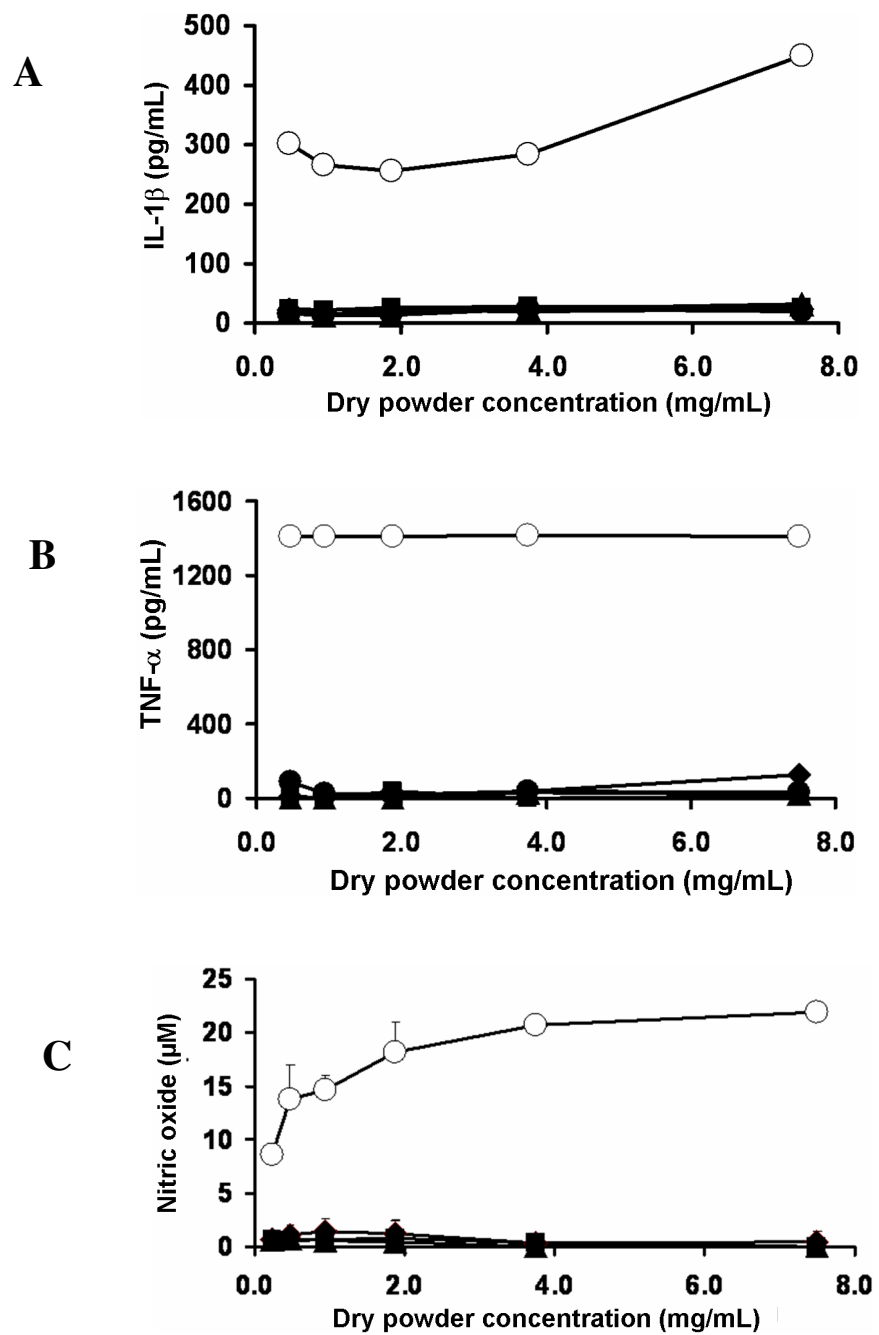 A
500
400
300
200
100
0
IL-1β (pg/mL)
0.0 2.0 4.0 6.0 8.0
Dry powder concentration (mg/mL)
B
1600
1200
800
400
0
TNF-α (pg/mL)
0.0 2.0 4.0 6.0 8.0
Dry powder concentration (mg/mL)
C
25
20
15
10
5
0
Nitric oxide (µM)
0.0 2.0 4.0 6.0 8.0
Dry powder concentration (mg/mL)